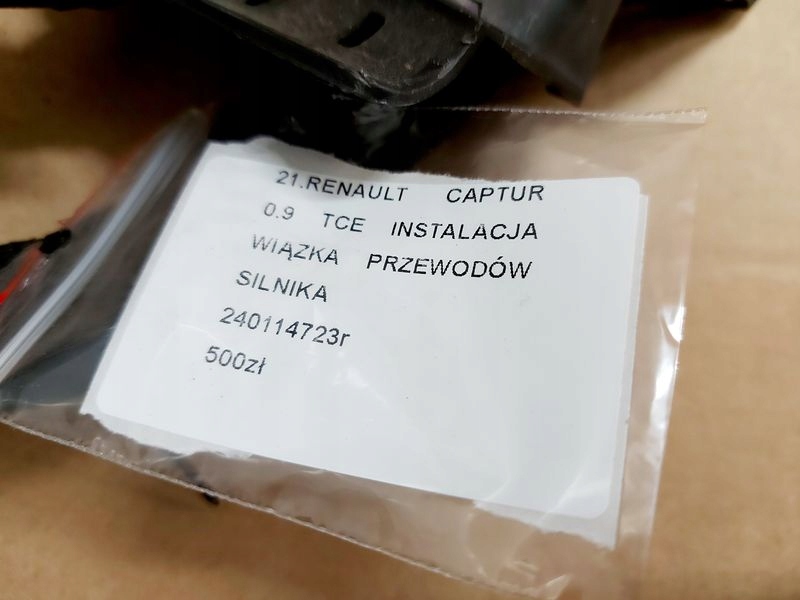 21.RENAULT CAPTUR
0.9 TCE INSTALACJA
WIĄZKA PRZEWODÓW
SILNIKA
240114723r
500zł